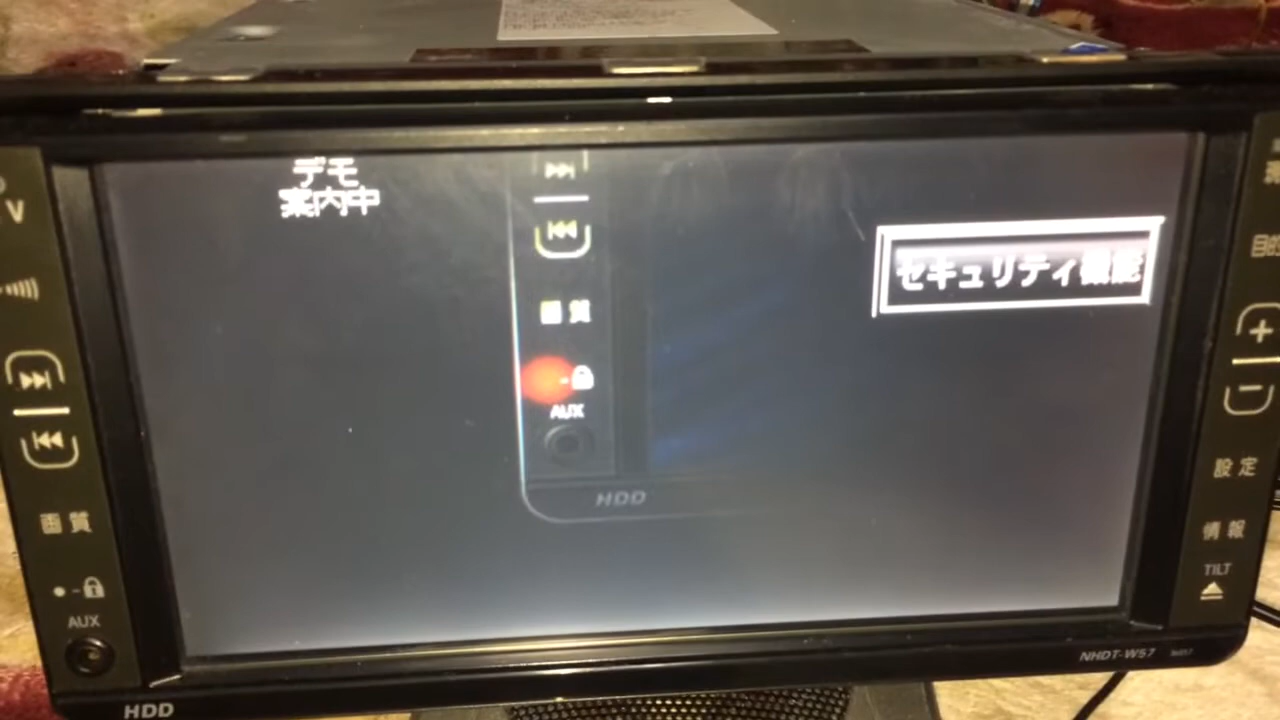 デモ
案内中
セキュリティ機能
画質
AUX
HDD
V
画質
AUX
HDD
設定
情報
TILT
NHDT-W57